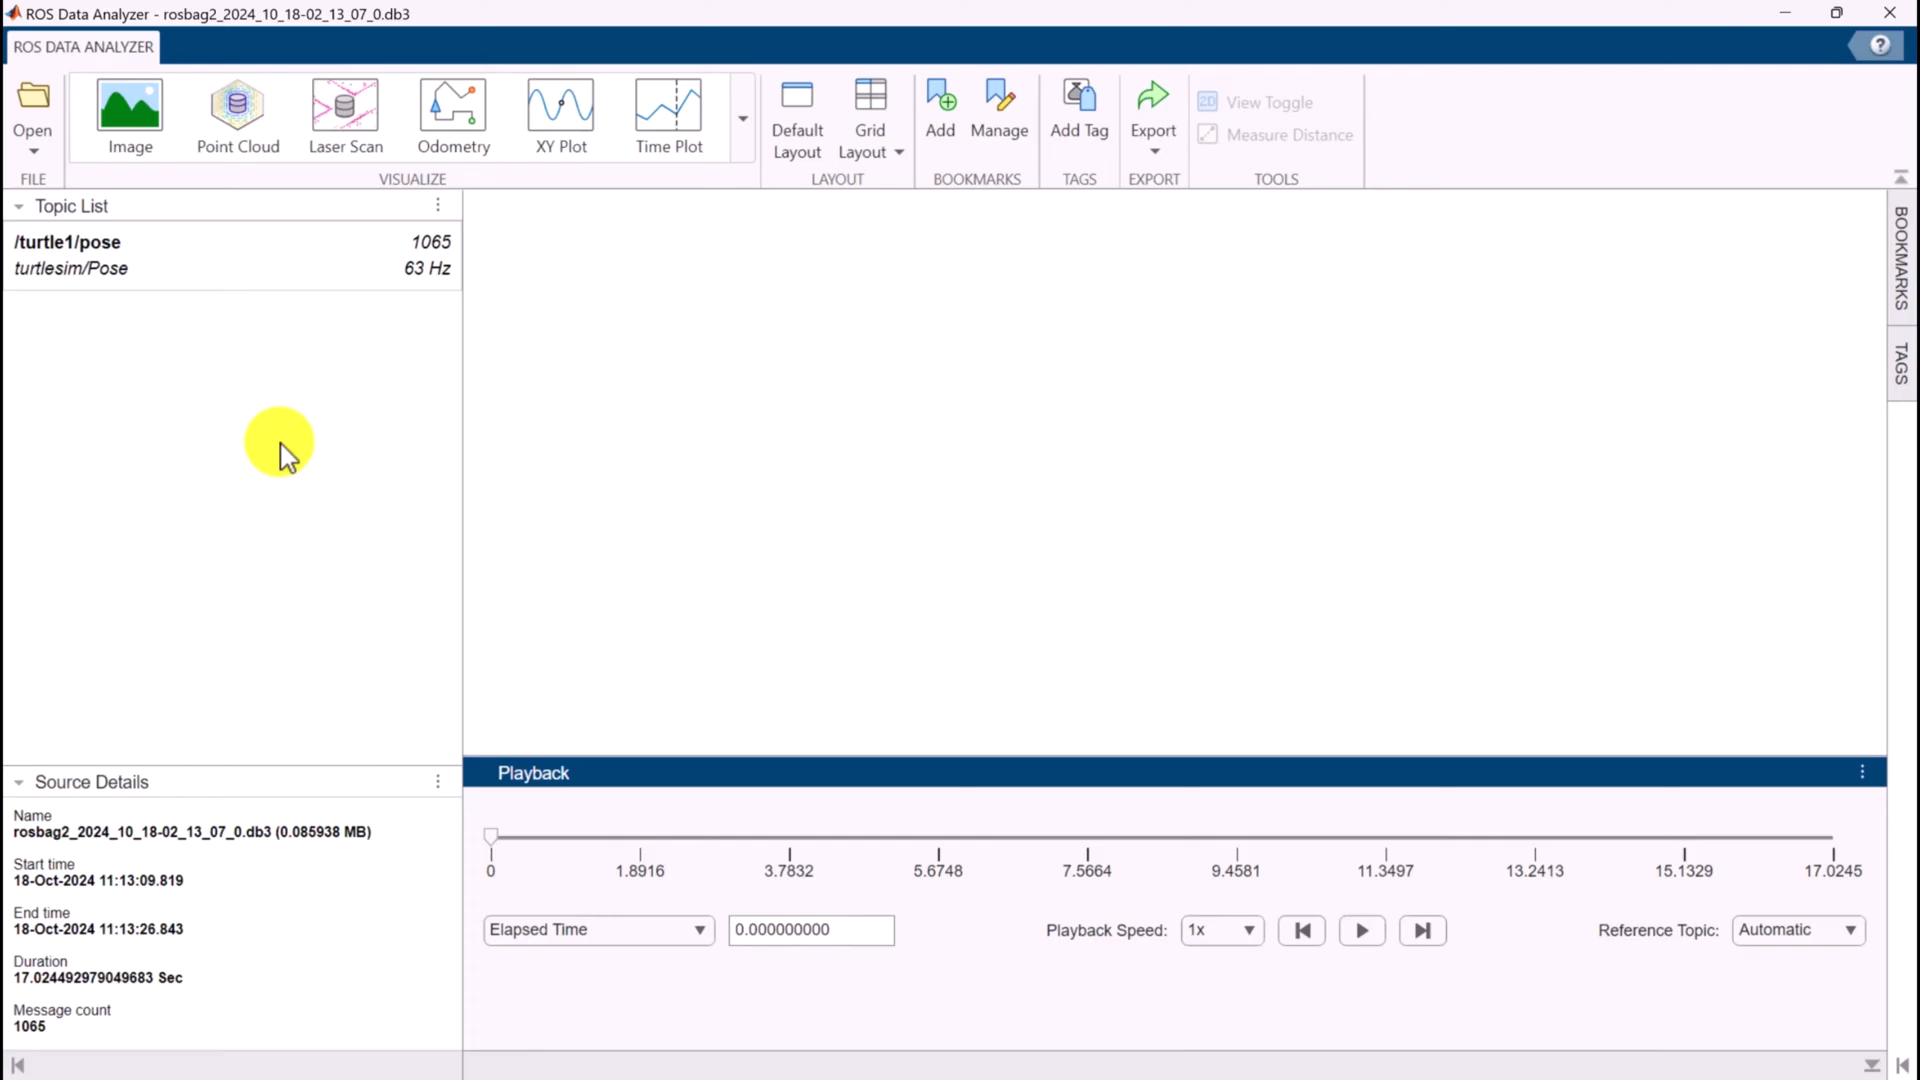 ROS Data Analyzer - rosbag2_2024_10_18-02_13_07_0.db3
ROS DATA ANALYZER
?
Open
Image
Point Cloud
Laser Scan
Odometry
XY Plot
Time Plot
Default Layout
Grid Layout
Add
Manage
Add Tag
Export
2D View Toggle
Measure Distance
FILE
VISUALIZE
LAYOUT
BOOKMARKS
TAGS
EXPORT
TOOLS
Topic List
/turtle1/pose 1065
turtlesim/Pose 63 Hz
BOOKMARKS
TAGS
Source Details
Name
rosbag2_2024_10_18-02_13_07_0.db3 (0.085938 MB)
Start time
18-Oct-2024 11:13:09.819
End time
18-Oct-2024 11:13:26.843
Duration
17.024492979049683 Sec
Message count
1065
Playback
0 1.8916 3.7832 5.6748 7.5664 9.4581 11.3497 13.2413 15.1329 17.0245
Elapsed Time 0.000000000 Playback Speed: 1x Reference Topic: Automatic